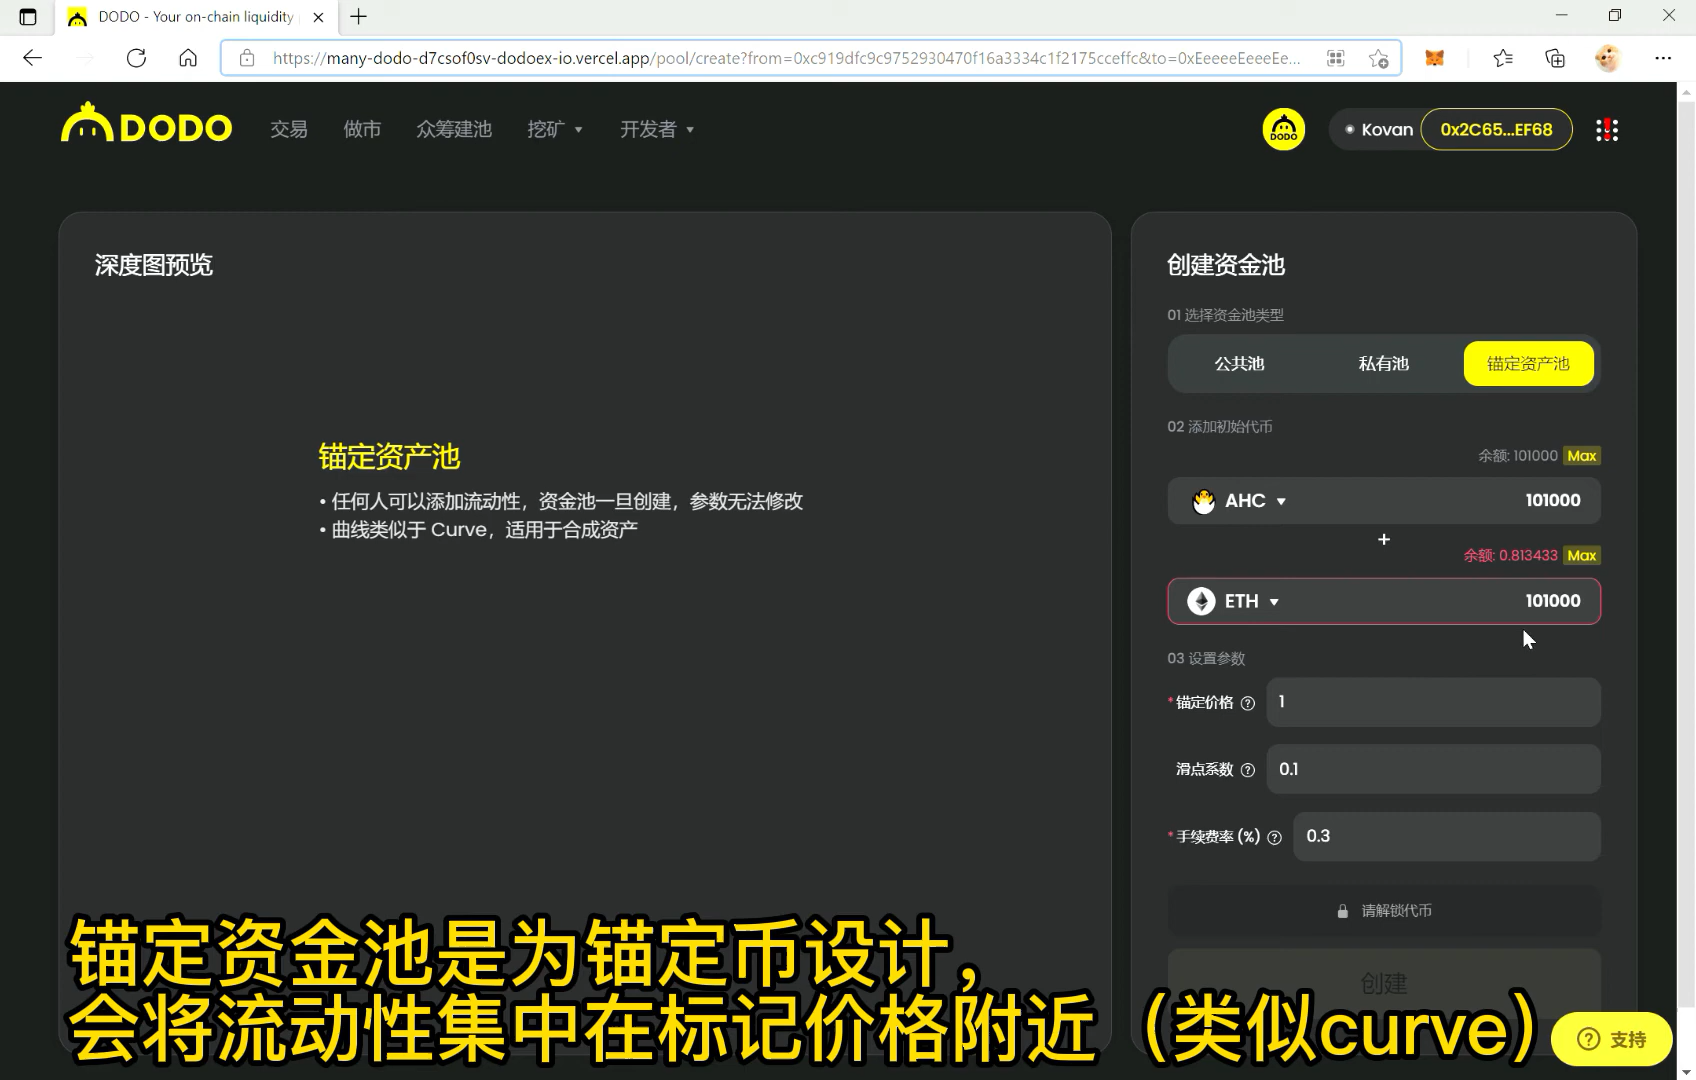 DODO - Your on-chain liquidity
https://many-dodo-d7csof0sv-dodoex-io.vercel.app/pool/create?from=0xc919dfc9c9752930470f16a3334c1f2175cceffc&to=0xEeeeeEeeeEe...
DODO 交易 做市 众筹建池 挖矿 开发者 DODO Kovan 0x2C65...EF68
深度图预览
锚定资产池
• 任何人可以添加流动性，资金池一旦创建，参数无法修改
• 曲线类似于 Curve，适用于合成资产
创建资金池
01 选择资金池类型
公共池 私有池 锚定资产池
02 添加初始代币
余额: 101000 Max
AHC 101000
+
余额: 0.813433 Max
ETH 101000
03 设置参数
* 锚定价格 ? 1
滑点系数 ? 0.1
* 手续费率 (%) ? 0.3
请解锁代币
创建
锚定资金池是为锚定币设计，
会将流动性集中在标记价格附近（类似curve）
? 支持